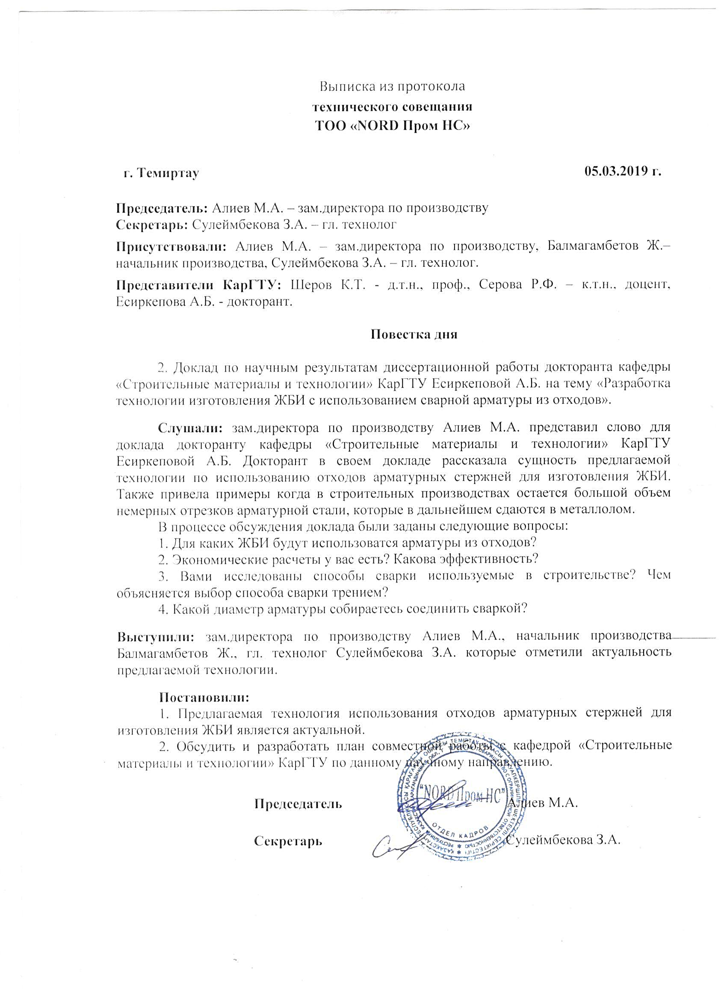 Выписка из протокола
технического совещания
ТОО «NORD Пром НС»
г. Темиртау 05.03.2019 г.
Председатель: Алиев М.А. – зам.директора по производству
Секретарь: Сулеймбекова З.А. – гл. технолог
Присутствовали: Алиев М.А. – зам.директора по производству, Балмагамбетов Ж.–
начальник производства, Сулеймбекова З.А. – гл. технолог.
Представители КарГТУ: Шеров К.Т. - д.т.н., проф., Серова Р.Ф. – к.т.н., доцент,
Есиркепова А.Б. - докторант.
Повестка дня
2. Доклад по научным результатам диссертационной работы докторанта кафедры
«Строительные материалы и технологии» КарГТУ Есиркеповой А.Б. на тему «Разработка
технологии изготовления ЖБИ с использованием сварной арматуры из отходов».
Слушали: зам.директора по производству Алиев М.А. представил слово для
доклада докторанту кафедры «Строительные материалы и технологии» КарГТУ
Есиркеповой А.Б. Докторант в своем докладе рассказала сущность предлагаемой
технологии по использованию отходов арматурных стержней для изготовления ЖБИ.
Также привела примеры когда в строительных производствах остается большой объем
немерных отрезков арматурной стали, которые в дальнейшем сдаются в металлолом.
В процессе обсуждения доклада были заданы следующие вопросы:
1. Для каких ЖБИ будут использоватся арматуры из отходов?
2. Экономические расчеты у вас есть? Какова эффективность?
3. Вами исследованы способы сварки используемые в строительстве? Чем
объясняется выбор способа сварки трением?
4. Какой диаметр арматуры собираетесь соединить сваркой?
Выступили: зам.директора по производству Алиев М.А., начальник производства
Балмагамбетов Ж., гл. технолог Сулеймбекова З.А. которые отметили актуальность
предлагаемой технологии.
Постановили:
1. Предлагаемая технология использования отходов арматурных стержней для
изготовления ЖБИ является актуальной.
2. Обсудить и разработать план совместной работы с кафедрой «Строительные
материалы и технологии» КарГТУ по данному научному направлению.
Председатель Алиев М.А.
Секретарь Сулеймбекова З.А.
"NORD Пром НС"
ОТДЕЛ КАДРОВ